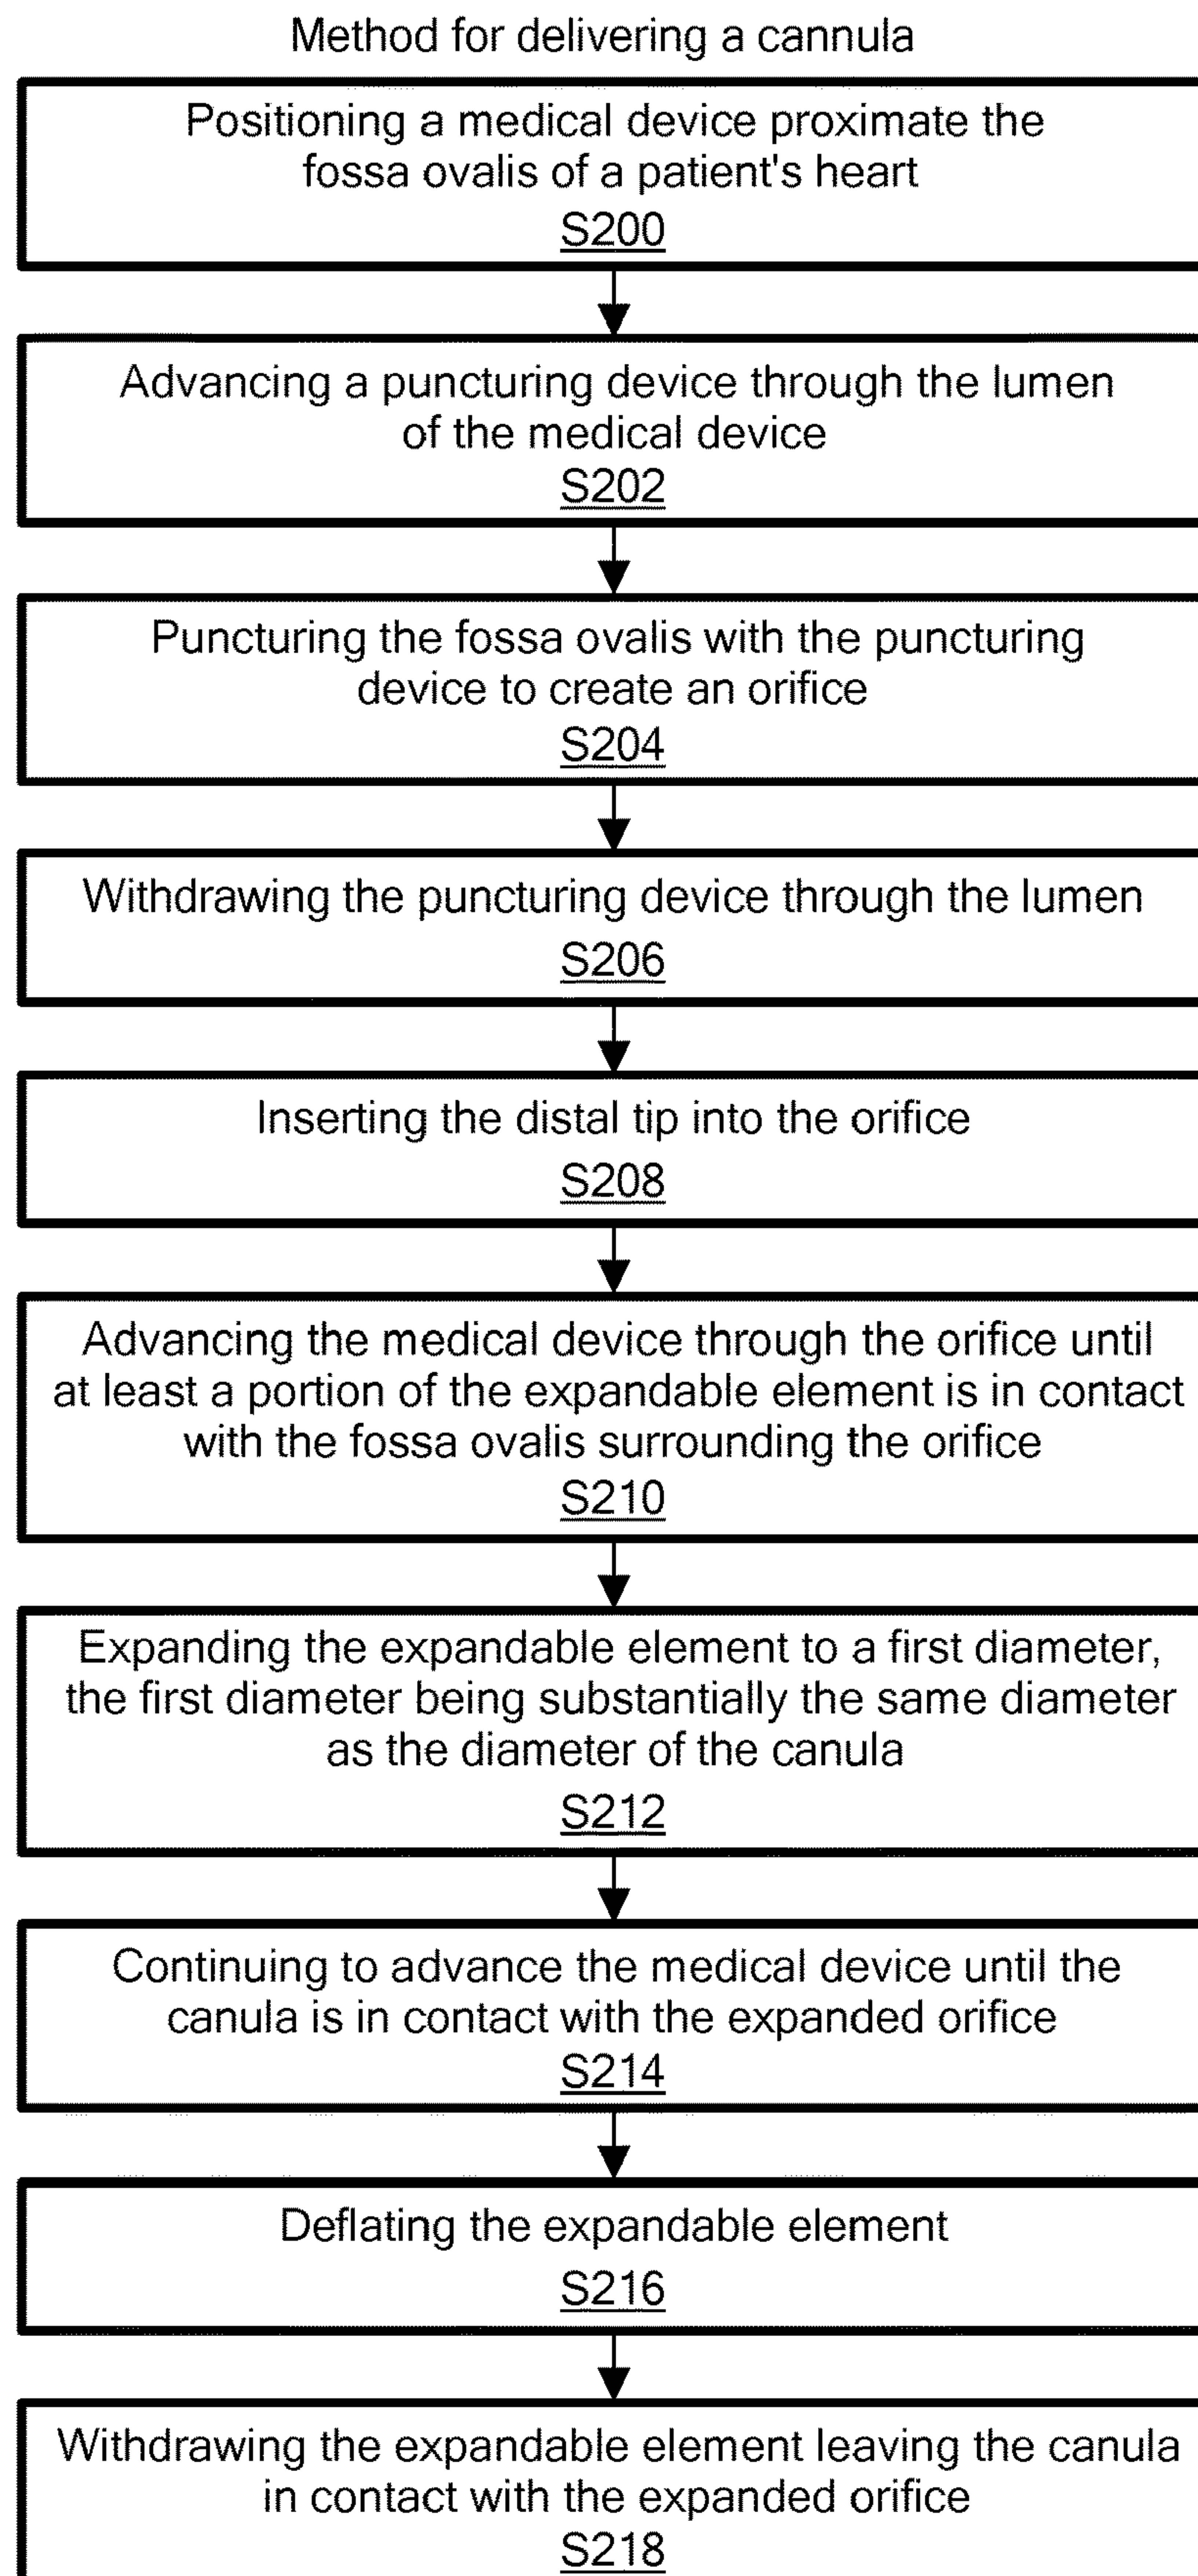 Method for delivering a cannula
Positioning a medical device proximate the
fossa ovalis of a patient's heart
S200
Advancing a puncturing device through the lumen
of the medical device
S202
Puncturing the fossa ovalis with the puncturing
device to create an orifice
S204
Withdrawing the puncturing device through the lumen
S206
Inserting the distal tip into the orifice
S208
Advancing the medical device through the orifice until
at least a portion of the expandable element is in contact
with the fossa ovalis surrounding the orifice
S210
Expanding the expandable element to a first diameter,
the first diameter being substantially the same diameter
as the diameter of the canula
S212
Continuing to advance the medical device until the
canula is in contact with the expanded orifice
S214
Deflating the expandable element
S216
Withdrawing the expandable element leaving the canula
in contact with the expanded orifice
S218